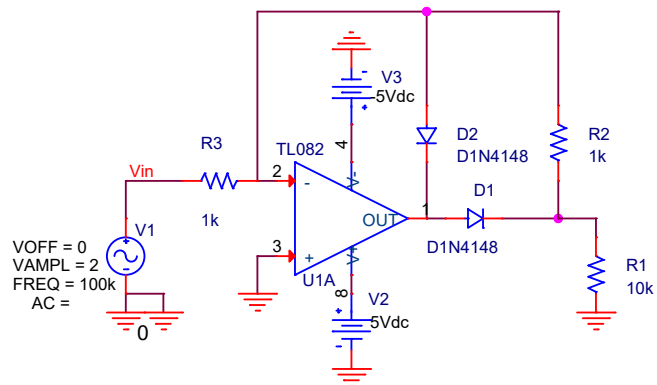 V3
-5Vdc
R3
1k
TL082
4
V-
2
-
OUT
1
3
+
V+
U1A
8
V2
5Vdc
D2
D1N4148
D1
D1N4148
R2
1k
R1
10k
Vin
V1
VOFF = 0
VAMPL = 2
FREQ = 100k
AC =
0